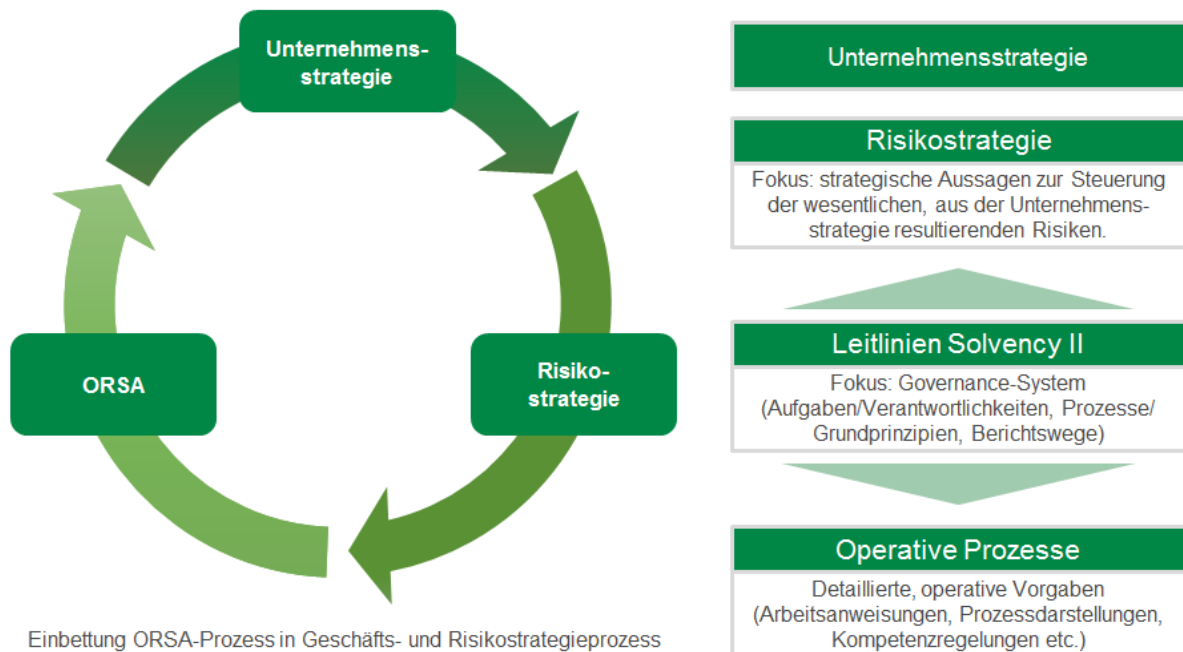 Unternehmens-
strategie
Risiko-
strategie
ORSA
Einbettung ORSA-Prozess in Geschäfts- und Risikostrategieprozess
Unternehmensstrategie
Risikostrategie
Fokus: strategische Aussagen zur Steuerung
der wesentlichen, aus der Unternehmens-
strategie resultierenden Risiken.
Leitlinien Solvency II
Fokus: Governance-System
(Aufgaben/Verantwortlichkeiten, Prozesse/
Grundprinzipien, Berichtswege)
Operative Prozesse
Detaillierte, operative Vorgaben
(Arbeitsanweisungen, Prozessdarstellungen,
Kompetenzregelungen etc.)